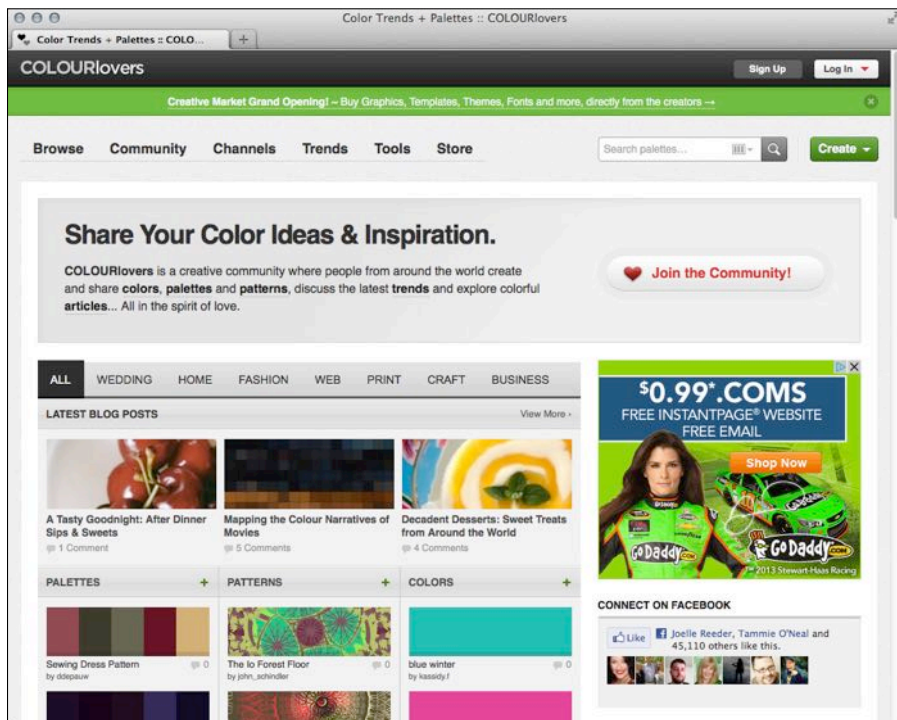 Color Trends + Palettes :: COLOURlovers
Color Trends + Palettes :: COLO...
COLOURlovers
Sign Up
Log In
Creative Market Grand Opening! – Buy Graphics, Templates, Themes, Fonts and more, directly from the creators →
Browse Community Channels Trends Tools Store
Search palettes...
Create
Share Your Color Ideas & Inspiration.
COLOURlovers is a creative community where people from around the world create
and share colors, palettes and patterns, discuss the latest trends and explore colorful
articles... All in the spirit of love.
Join the Community!
ALL WEDDING HOME FASHION WEB PRINT CRAFT BUSINESS
LATEST BLOG POSTS
View More ›
A Tasty Goodnight: After Dinner
Sips & Sweets
1 Comment
Mapping the Colour Narratives of
Movies
5 Comments
Decadent Desserts: Sweet Treats
from Around the World
4 Comments
PALETTES +
PATTERNS +
COLORS +
Sewing Dress Pattern 0
by ddepauw
The Io Forest Floor 0
by john_schindler
blue winter 0
by kassidy.f
$0.99*.COMS
FREE INSTANTPAGE® WEBSITE
FREE EMAIL
Shop Now
GoDaddy.com
GoDaddy.com
2013 Stewart-Haas Racing
CONNECT ON FACEBOOK
Like
Joelle Reeder, Tammie O'Neal and
45,110 others like this.